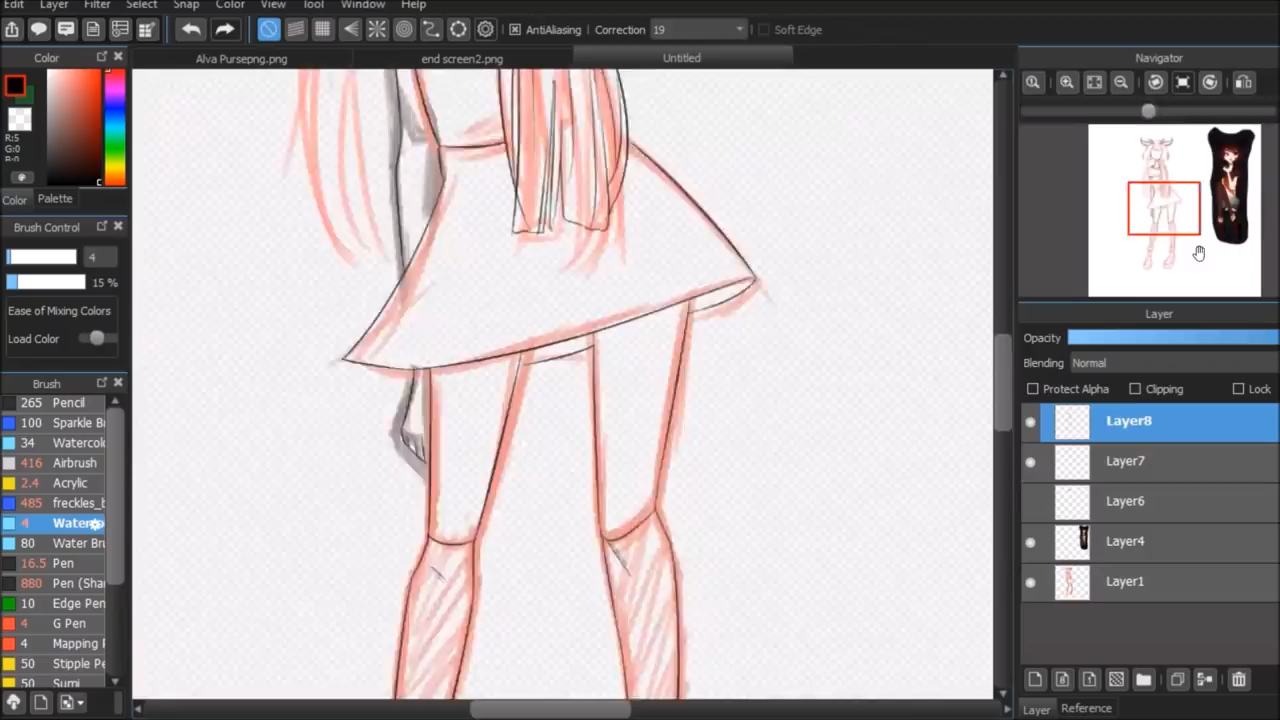 Edit Layer Filter Select Snap Color View Tool Window Help
AntiAliasing Correction 19 Soft Edge
Color
Alva Pursepng.png end screen2.png Untitled
Navigator
R:5
G:0
B:0
Color Palette
Brush Control
4
15 %
Ease of Mixing Colors
Load Color
Layer
Opacity
Blending Normal
Protect Alpha Clipping Lock
Brush
265 Pencil
100 Sparkle B
34 Watercol
416 Airbrush
2.4 Acrylic
485 freckles_b
4 Waterc
80 Water Bru
16.5 Pen
880 Pen (Sha
10 Edge Pen
4 G Pen
4 Mapping P
50 Stipple Pe
50 Sumi
Layer8
Layer7
Layer6
Layer4
Layer1
Layer Reference